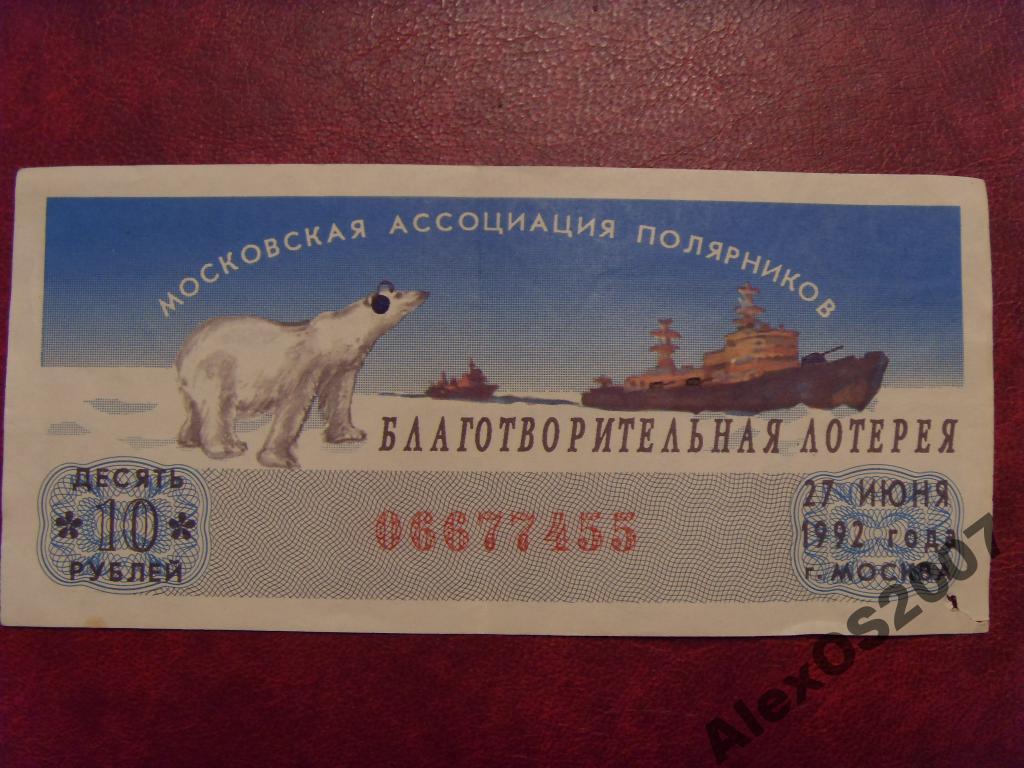 МОСКОВСКАЯ АССОЦИАЦИЯ ПОЛЯРНИКОВ
БЛАГОТВОРИТЕЛЬНАЯ ЛОТЕРЕЯ
ДЕСЯТЬ
* 10 *
РУБЛЕЙ
06677455
27 ИЮНЯ
1992 года
г. МОСКВА
AlexOS2007